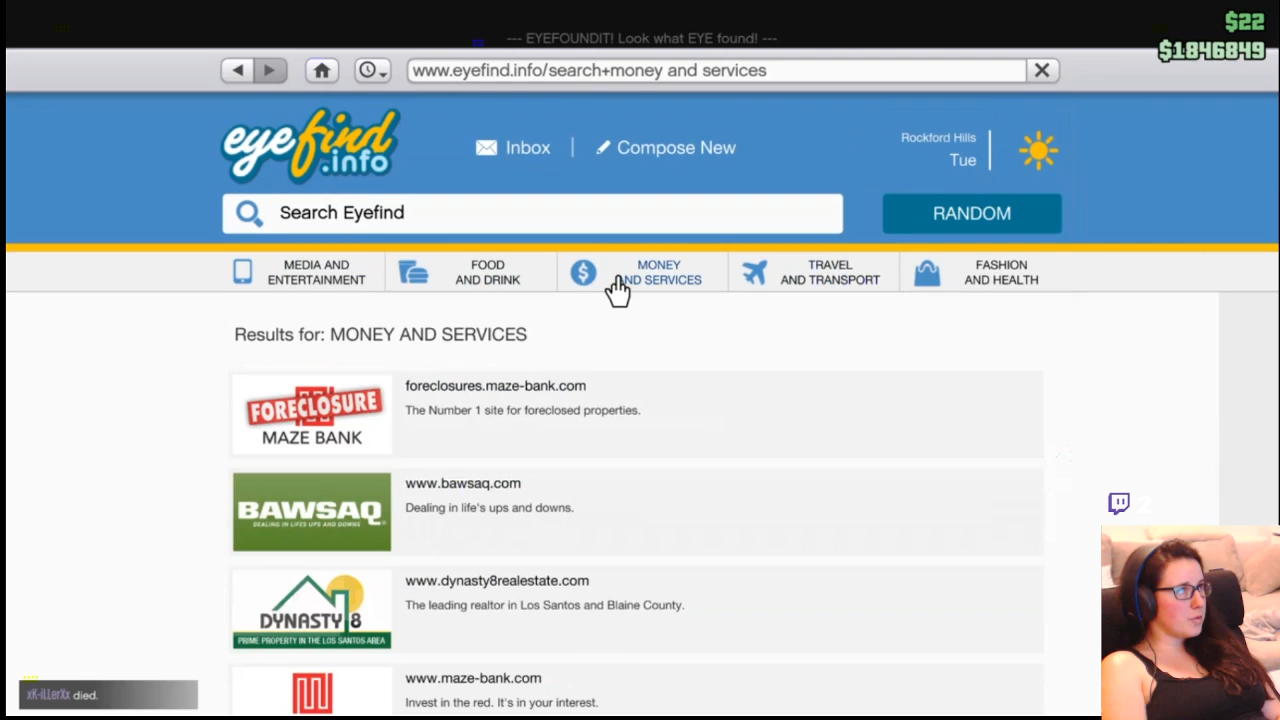 $22
--- EYEFOUNDIT! Look what EYE found! ---
$1846849
www.eyefind.info/search+money and services
eyefind
.info
Inbox
Compose New
Rockford Hills
Tue
Search Eyefind
RANDOM
MEDIA AND
ENTERTAINMENT
FOOD
AND DRINK
MONEY
AND SERVICES
TRAVEL
AND TRANSPORT
FASHION
AND HEALTH
Results for: MONEY AND SERVICES
FORECLOSURE
MAZE BANK
foreclosures.maze-bank.com
The Number 1 site for foreclosed properties.
BAWSAQ
DEALING IN LIFE'S UPS AND DOWNS
www.bawsaq.com
Dealing in life's ups and downs.
2
DYNASTY 8
PRIME PROPERTY IN THE LOS SANTOS AREA
www.dynasty8realestate.com
The leading realtor in Los Santos and Blaine County.
www.maze-bank.com
Invest in the red. It's in your interest.
xK-iLLerXx died.